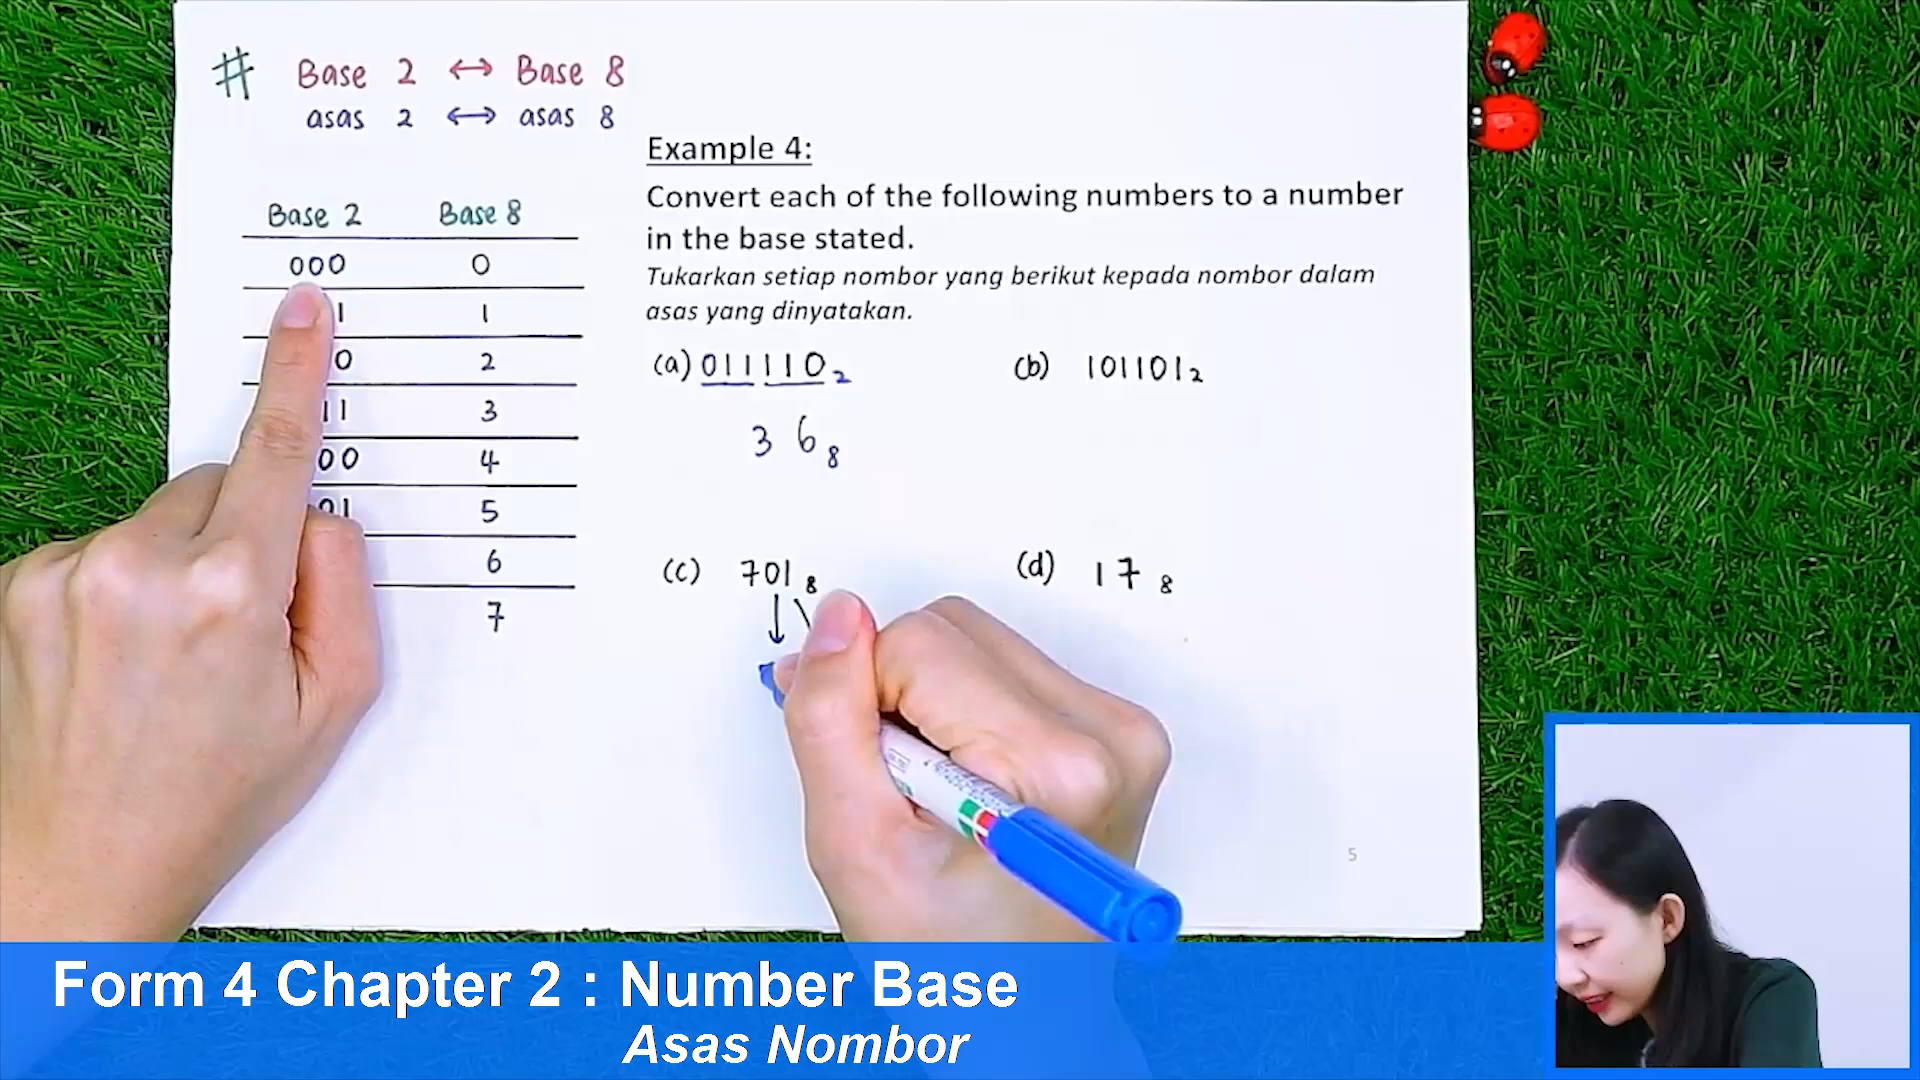 # Base 2 ↔ Base 8
asas 2 ↔ asas 8
Base 2 Base 8
000 0
1 1
0 2
11 3
00 4
01 5
6
7
Example 4:
Convert each of the following numbers to a number
in the base stated.
Tukarkan setiap nombor yang berikut kepada nombor dalam
asas yang dinyatakan.
(a) 011110₂ (b) 101101₂
36₈
(c) 701₈ (d) 17₈
5
Form 4 Chapter 2 : Number Base
Asas Nombor